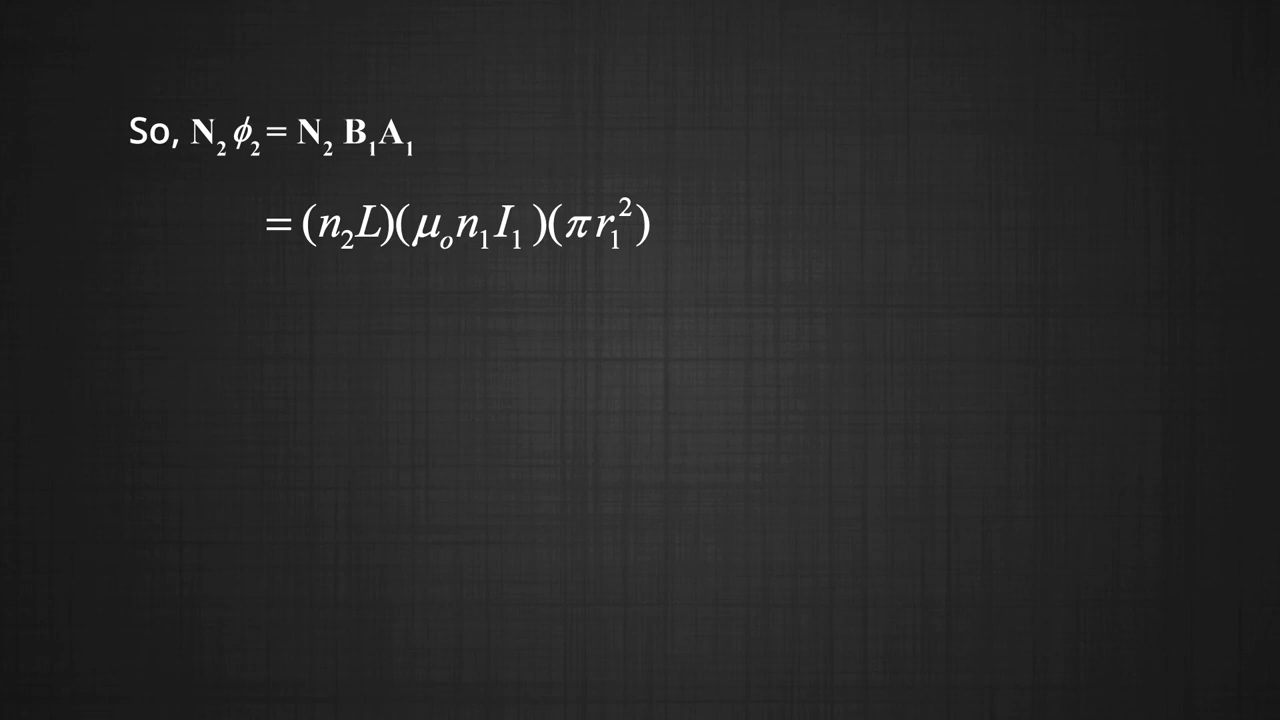 So, N₂ϕ₂ = N₂ B₁A₁
= (n₂L)(μₒn₁I₁)(πr₁²)